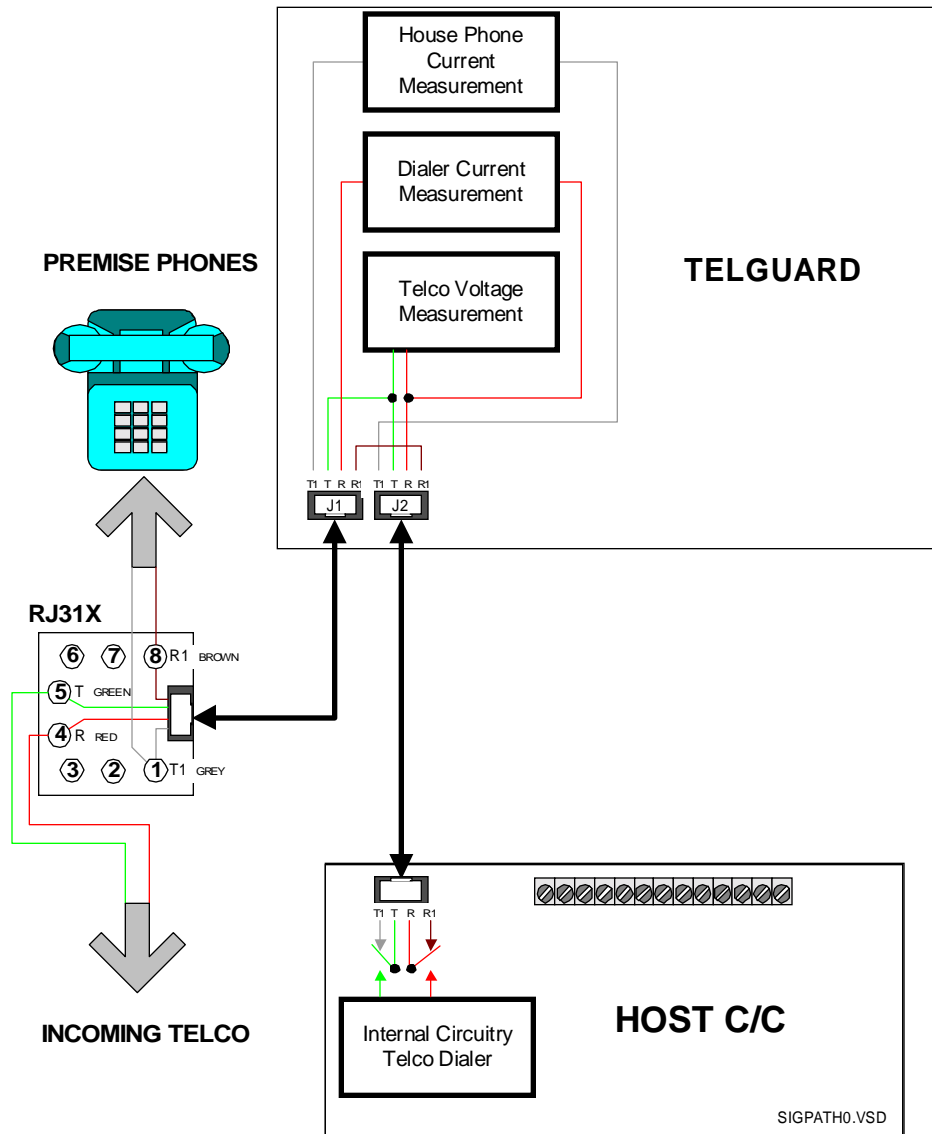 House Phone
Current
Measurement
Dialer Current
Measurement
PREMISE PHONES
TELGUARD
Telco Voltage
Measurement
T1 T R R1 T1 T R R1
J1 J2
RJ31X
6 7 8 R1 BROWN
5 T GREEN
4 R RED
3 2 1 T1 GREY
T1 T R R1
HOST C/C
INCOMING TELCO
Internal Circuitry
Telco Dialer
SIGPATH0.VSD